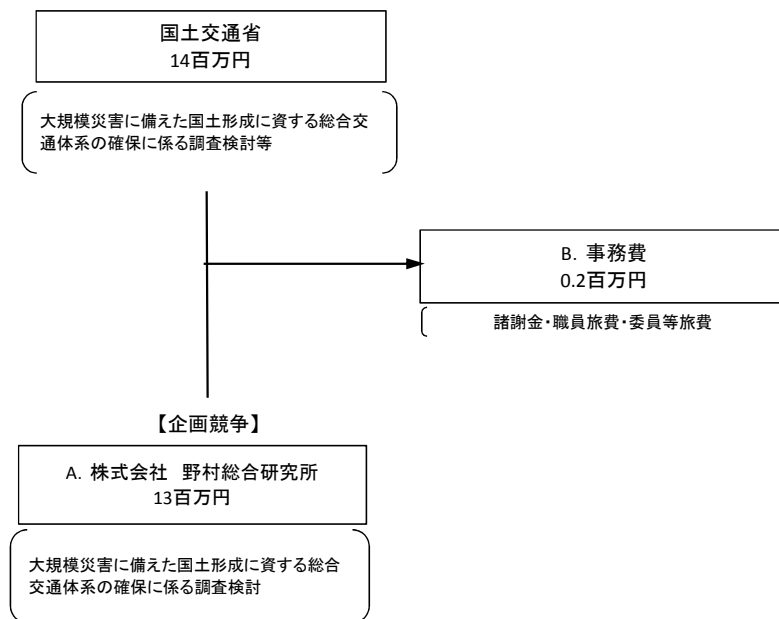 国土交通省
14百万円
大規模災害に備えた国土形成に資する総合交
通体系の確保に係る調査検討等
B. 事務費
0.2百万円
諸謝金・職員旅費・委員等旅費
【企画競争】
A. 株式会社 野村総合研究所
13百万円
大規模災害に備えた国土形成に資する総合
交通体系の確保に係る調査検討